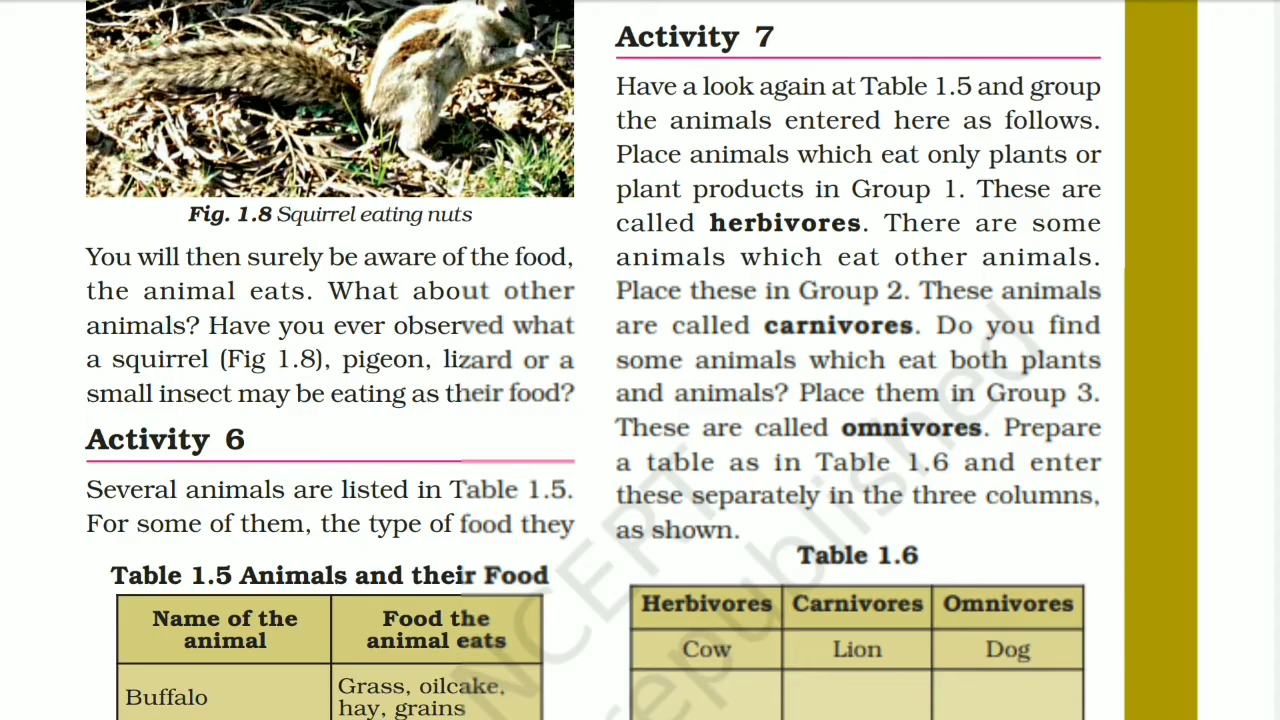 Fig. 1.8 Squirrel eating nuts
You will then surely be aware of the food,
the animal eats. What about other
animals? Have you ever observed what
a squirrel (Fig 1.8), pigeon, lizard or a
small insect may be eating as their food?
Activity 6
Several animals are listed in Table 1.5.
For some of them, the type of food they
Table 1.5 Animals and their Food
Name of the
animal
Food the
animal eats
Buffalo
Grass, oilcake,
hay, grains
Activity 7
Have a look again at Table 1.5 and group
the animals entered here as follows.
Place animals which eat only plants or
plant products in Group 1. These are
called herbivores. There are some
animals which eat other animals.
Place these in Group 2. These animals
are called carnivores. Do you find
some animals which eat both plants
and animals? Place them in Group 3.
These are called omnivores. Prepare
a table as in Table 1.6 and enter
these separately in the three columns,
as shown.
Table 1.6
Herbivores Carnivores Omnivores
Cow Lion Dog
NCERT
republished